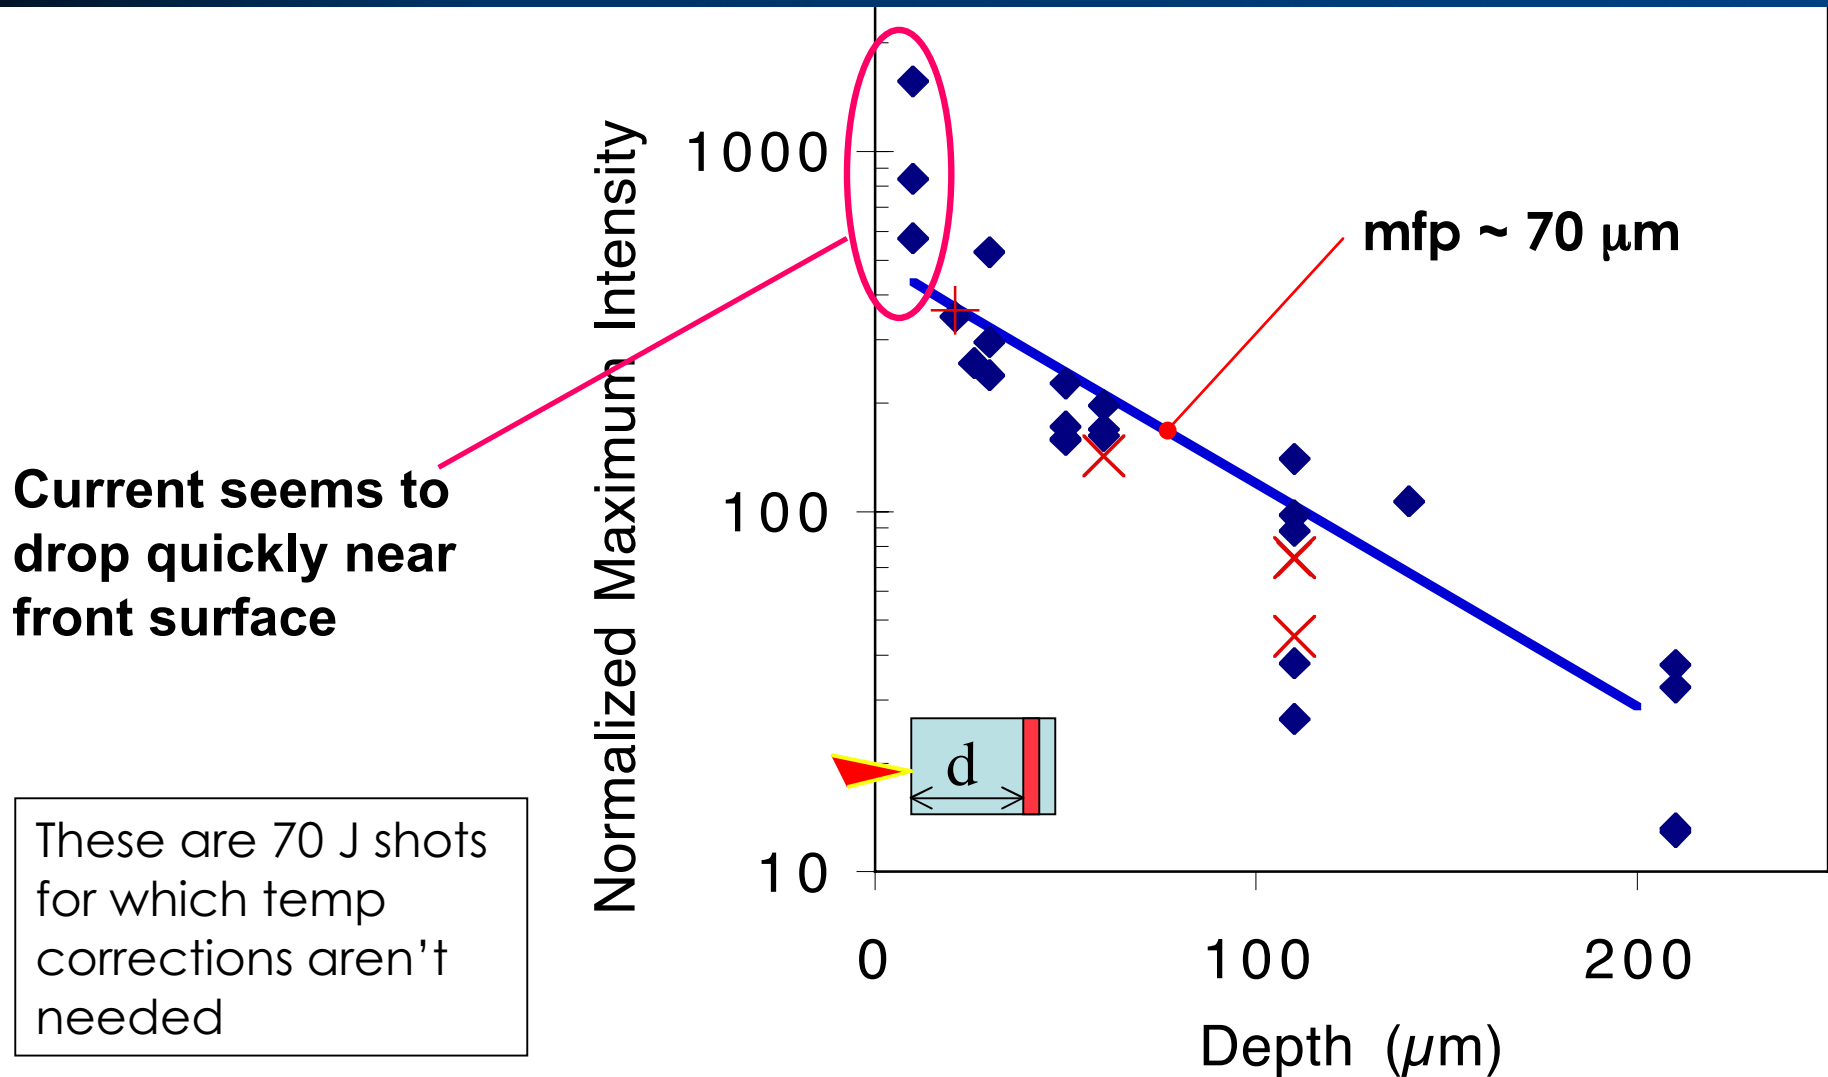 1000
100
10
0 100 200
Normalized Maximum Intensity
Depth (μm)
mfp ~ 70 μm
Current seems to
drop quickly near
front surface
d
These are 70 J shots
for which temp
corrections aren't
needed